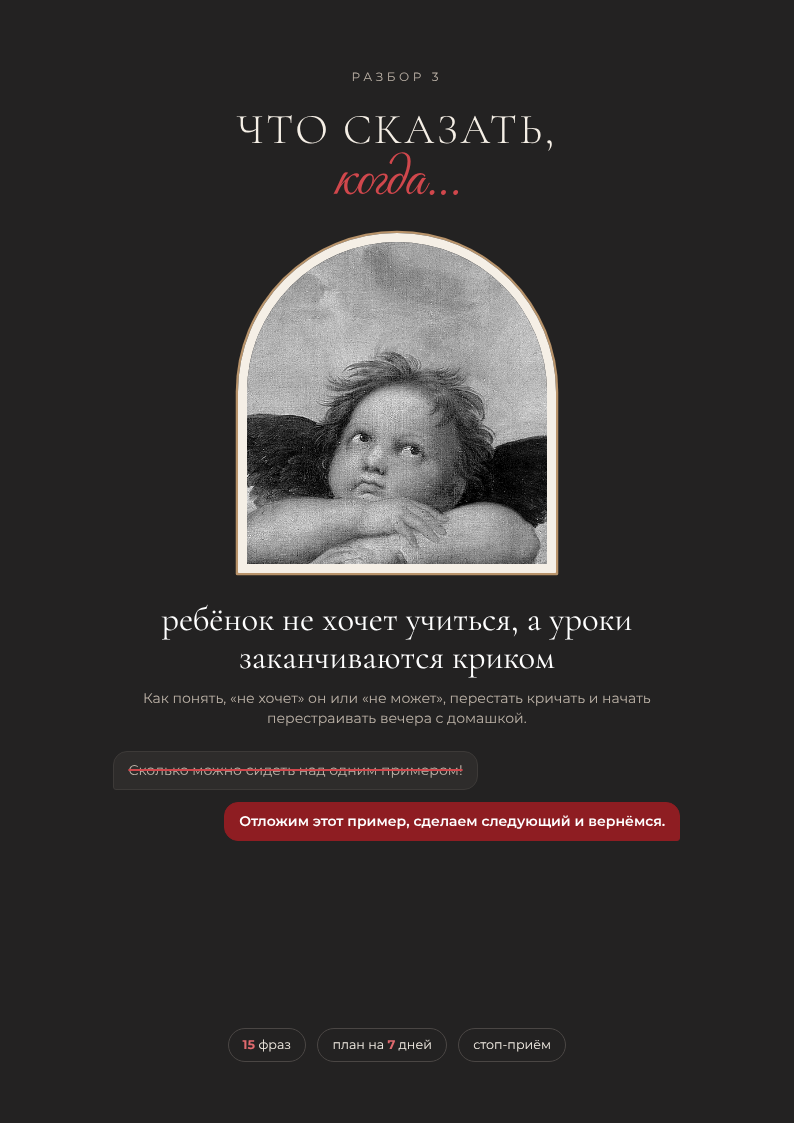 РАЗБОР 3
ЧТО СКАЗАТЬ,
когда...
ребёнок не хочет учиться, а уроки
заканчиваются криком
Как понять, «не хочет» он или «не может», перестать кричать и начать
перестраивать вечера с домашкой.
Сколько можно сидеть над одним примером!
Отложим этот пример, сделаем следующий и вернёмся.
15 фраз
план на 7 дней
стоп-приём